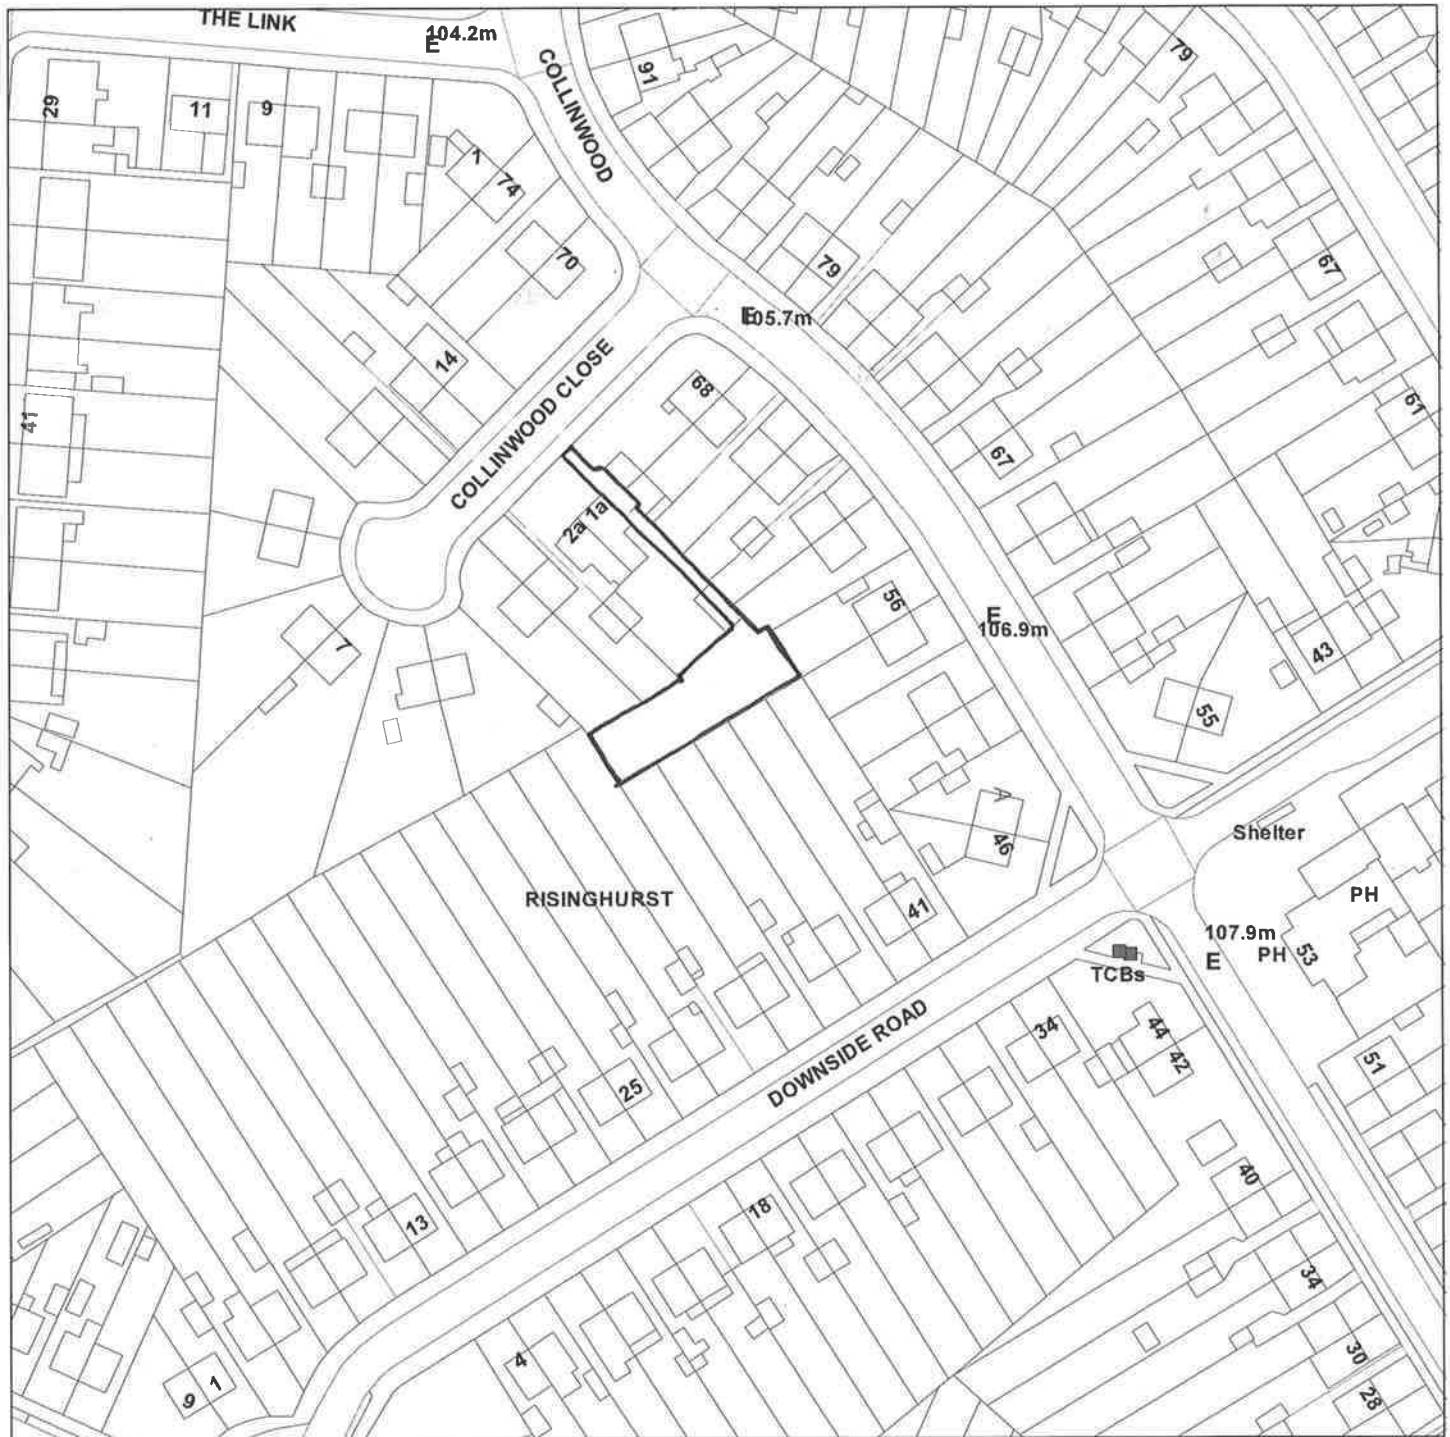 THE LINK
104.2m
E
COLLINWOOD
91
79
29
11
9
1
74
70
79
67
E
105.7m
14
COLLINWOOD CLOSE
68
61
41
67
2a 1a
56
E
106.9m
7
43
55
A
46
Shelter
PH
RISINGHURST
41
107.9m
E
PH
53
TCBs
DOWNSIDE ROAD
34
44
42
51
25
40
13
18
34
4
30
28
9
1